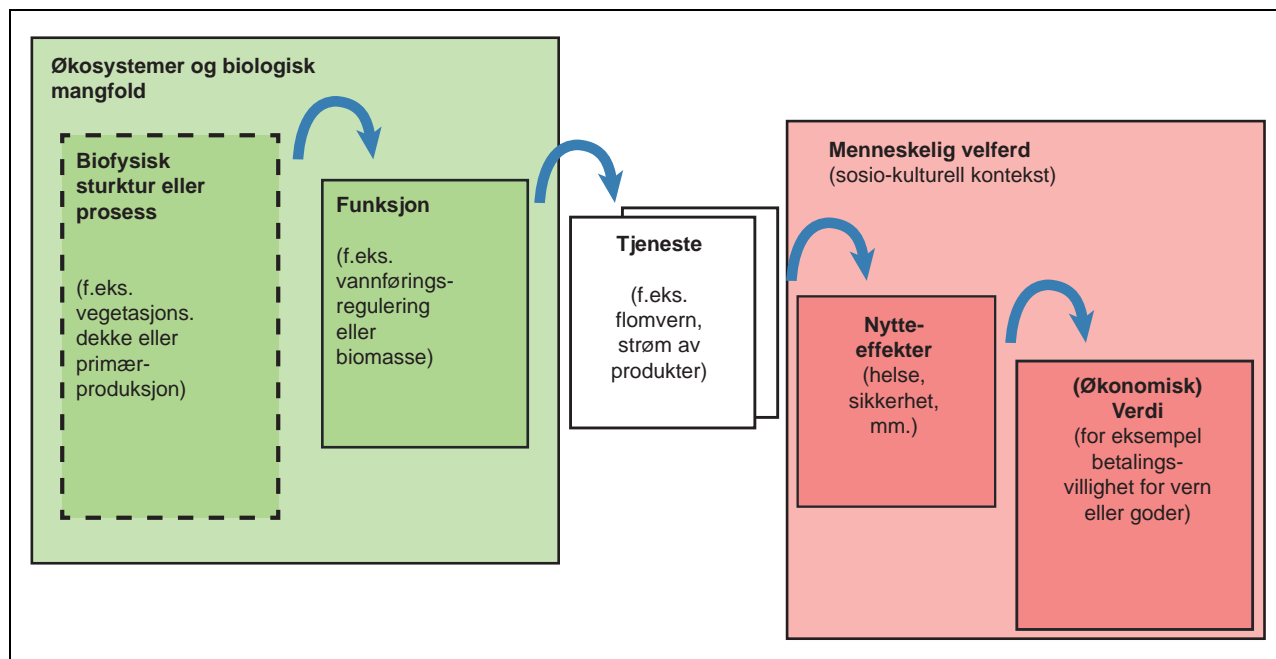 Økosystemer og biologisk
mangfold
Biofysisk
sturktur eller
prosess
(f.eks.
vegetasjons.
dekke eller
primær-
produksjon)
Funksjon
(f.eks.
vannførings-
regulering
eller
biomasse)
Tjeneste
(f.eks.
flomvern,
strøm av
produkter)
Menneskelig velferd
(sosio-kulturell kontekst)
Nytte-
effekter
(helse,
sikkerhet,
mm.)
(Økonomisk)
Verdi
(for eksempel
betalings-
villighet for vern
eller goder)